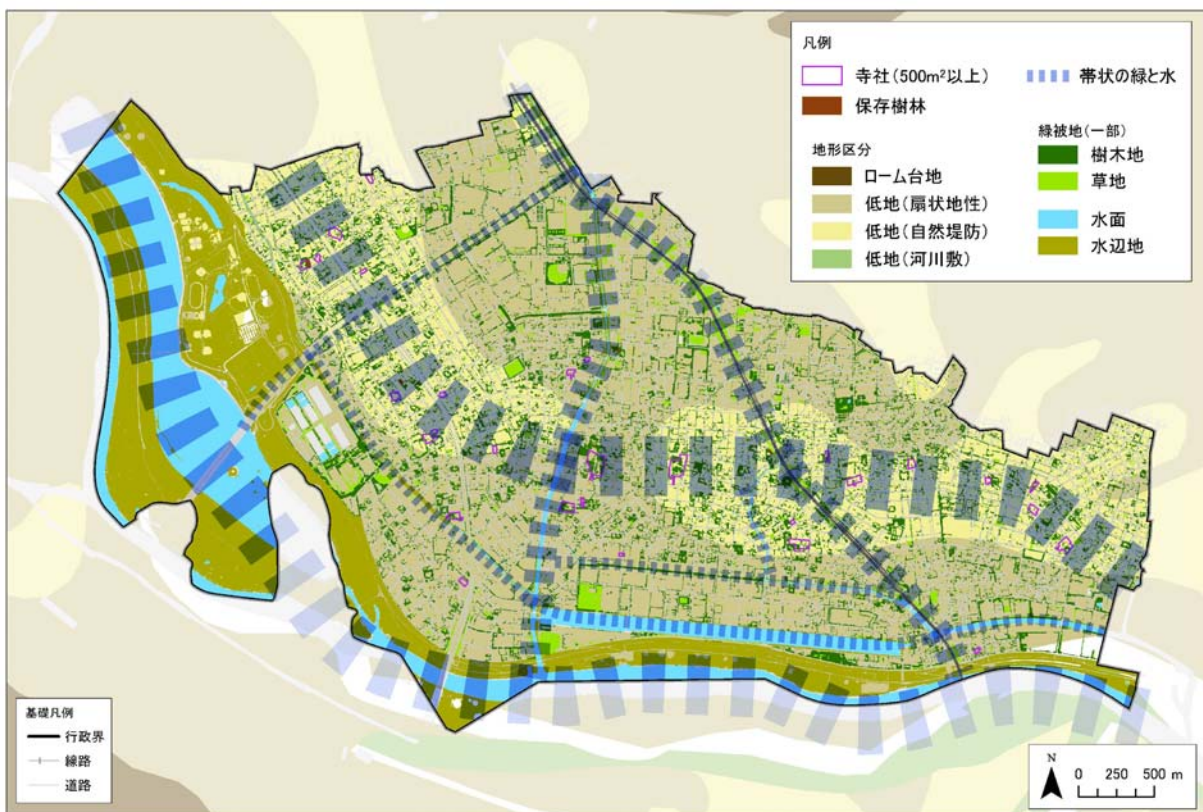 凡例
寺社(500m²以上)
帯状の緑と水
保存樹林
地形区分
ローム台地
低地(扇状地性)
低地(自然堤防)
低地(河川敷)
緑被地(一部)
樹木地
草地
水面
水辺地
基礎凡例
行政界
線路
道路
N
0 250 500 m